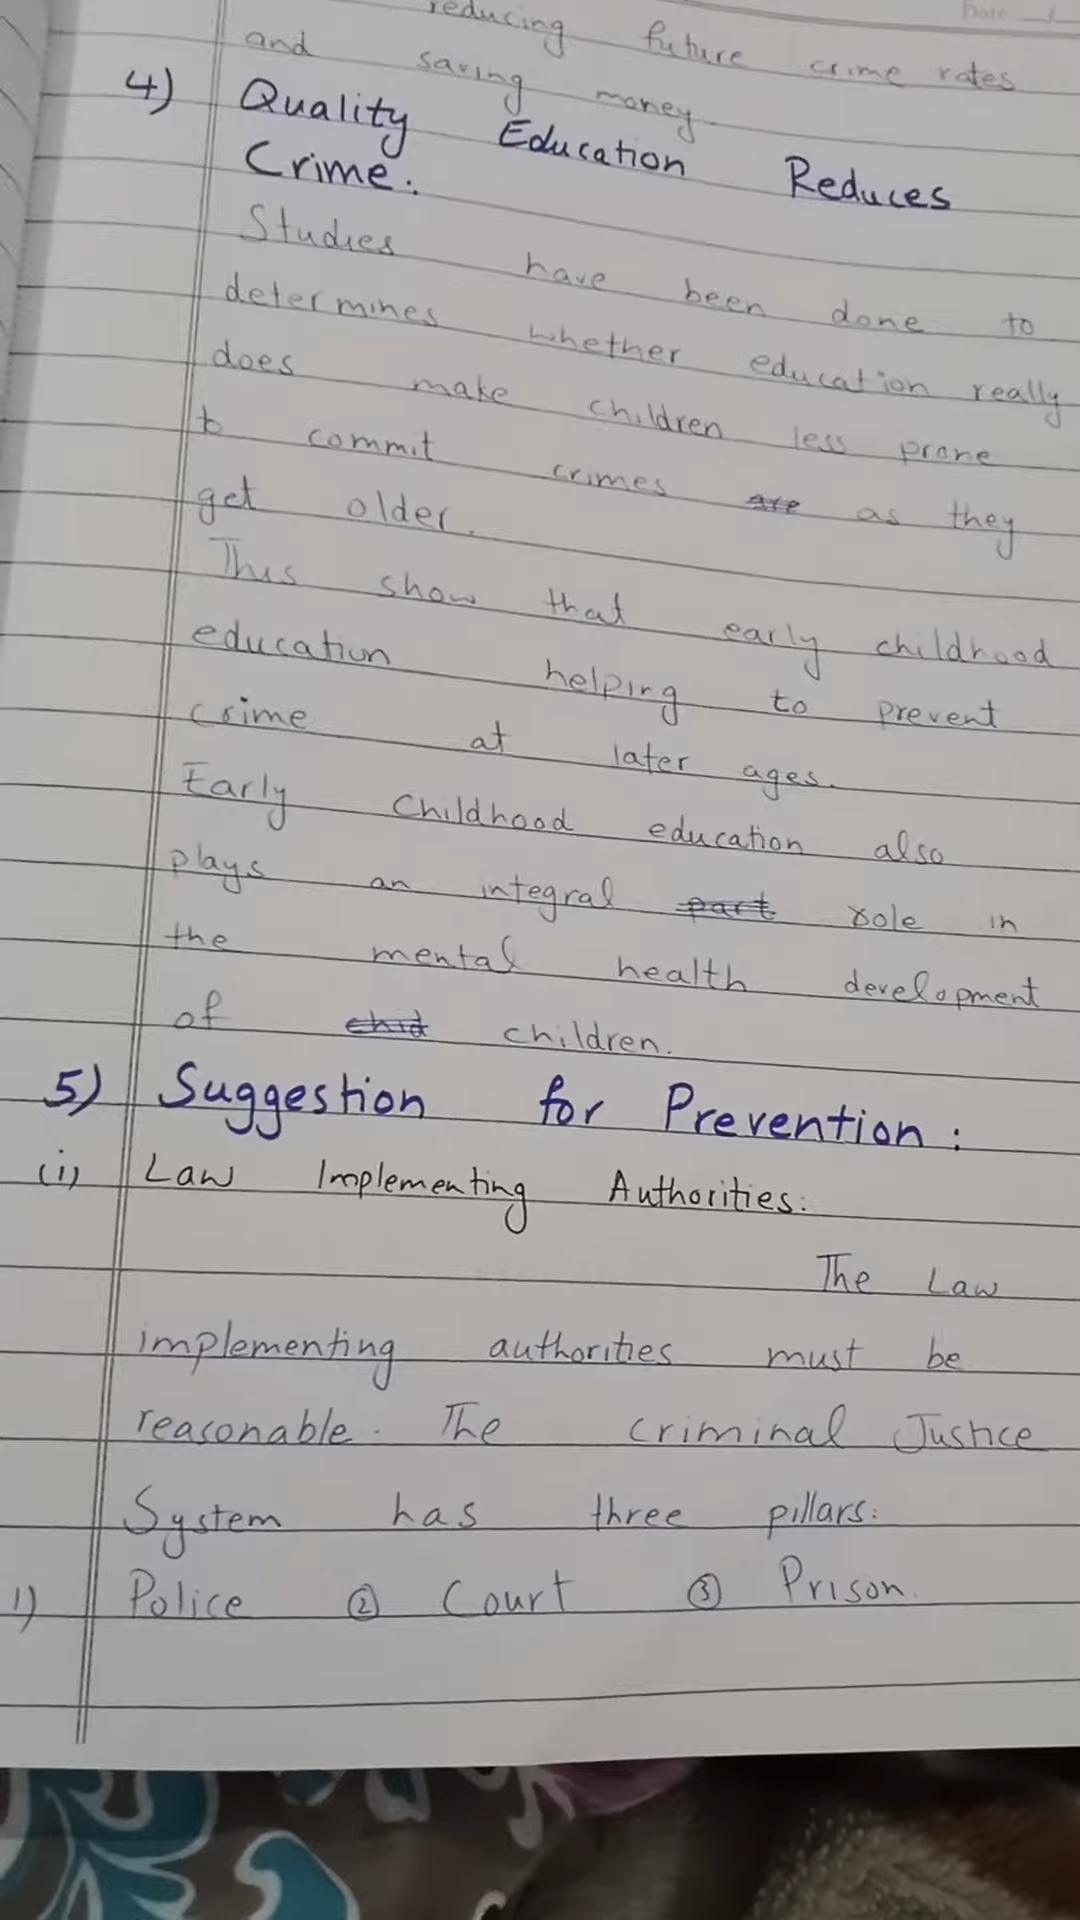 Date
reducing future crime rates
and saving money.
4) Quality Education Reduces
Crime.
Studies have been done to
determines whether education really
does make children less prone
to commit crimes are as they
get older.
This show that early childhood
education helping to prevent
crime at later ages.
Early Childhood education also
plays an integral part role in
the mental health development
of chid children.
5) Suggestion for Prevention:
(i) Law Implementing Authorities:
The Law
implementing authorities must be
reasonable. The criminal Justice
System has three pillars:
1) Police ② Court ③ Prison.